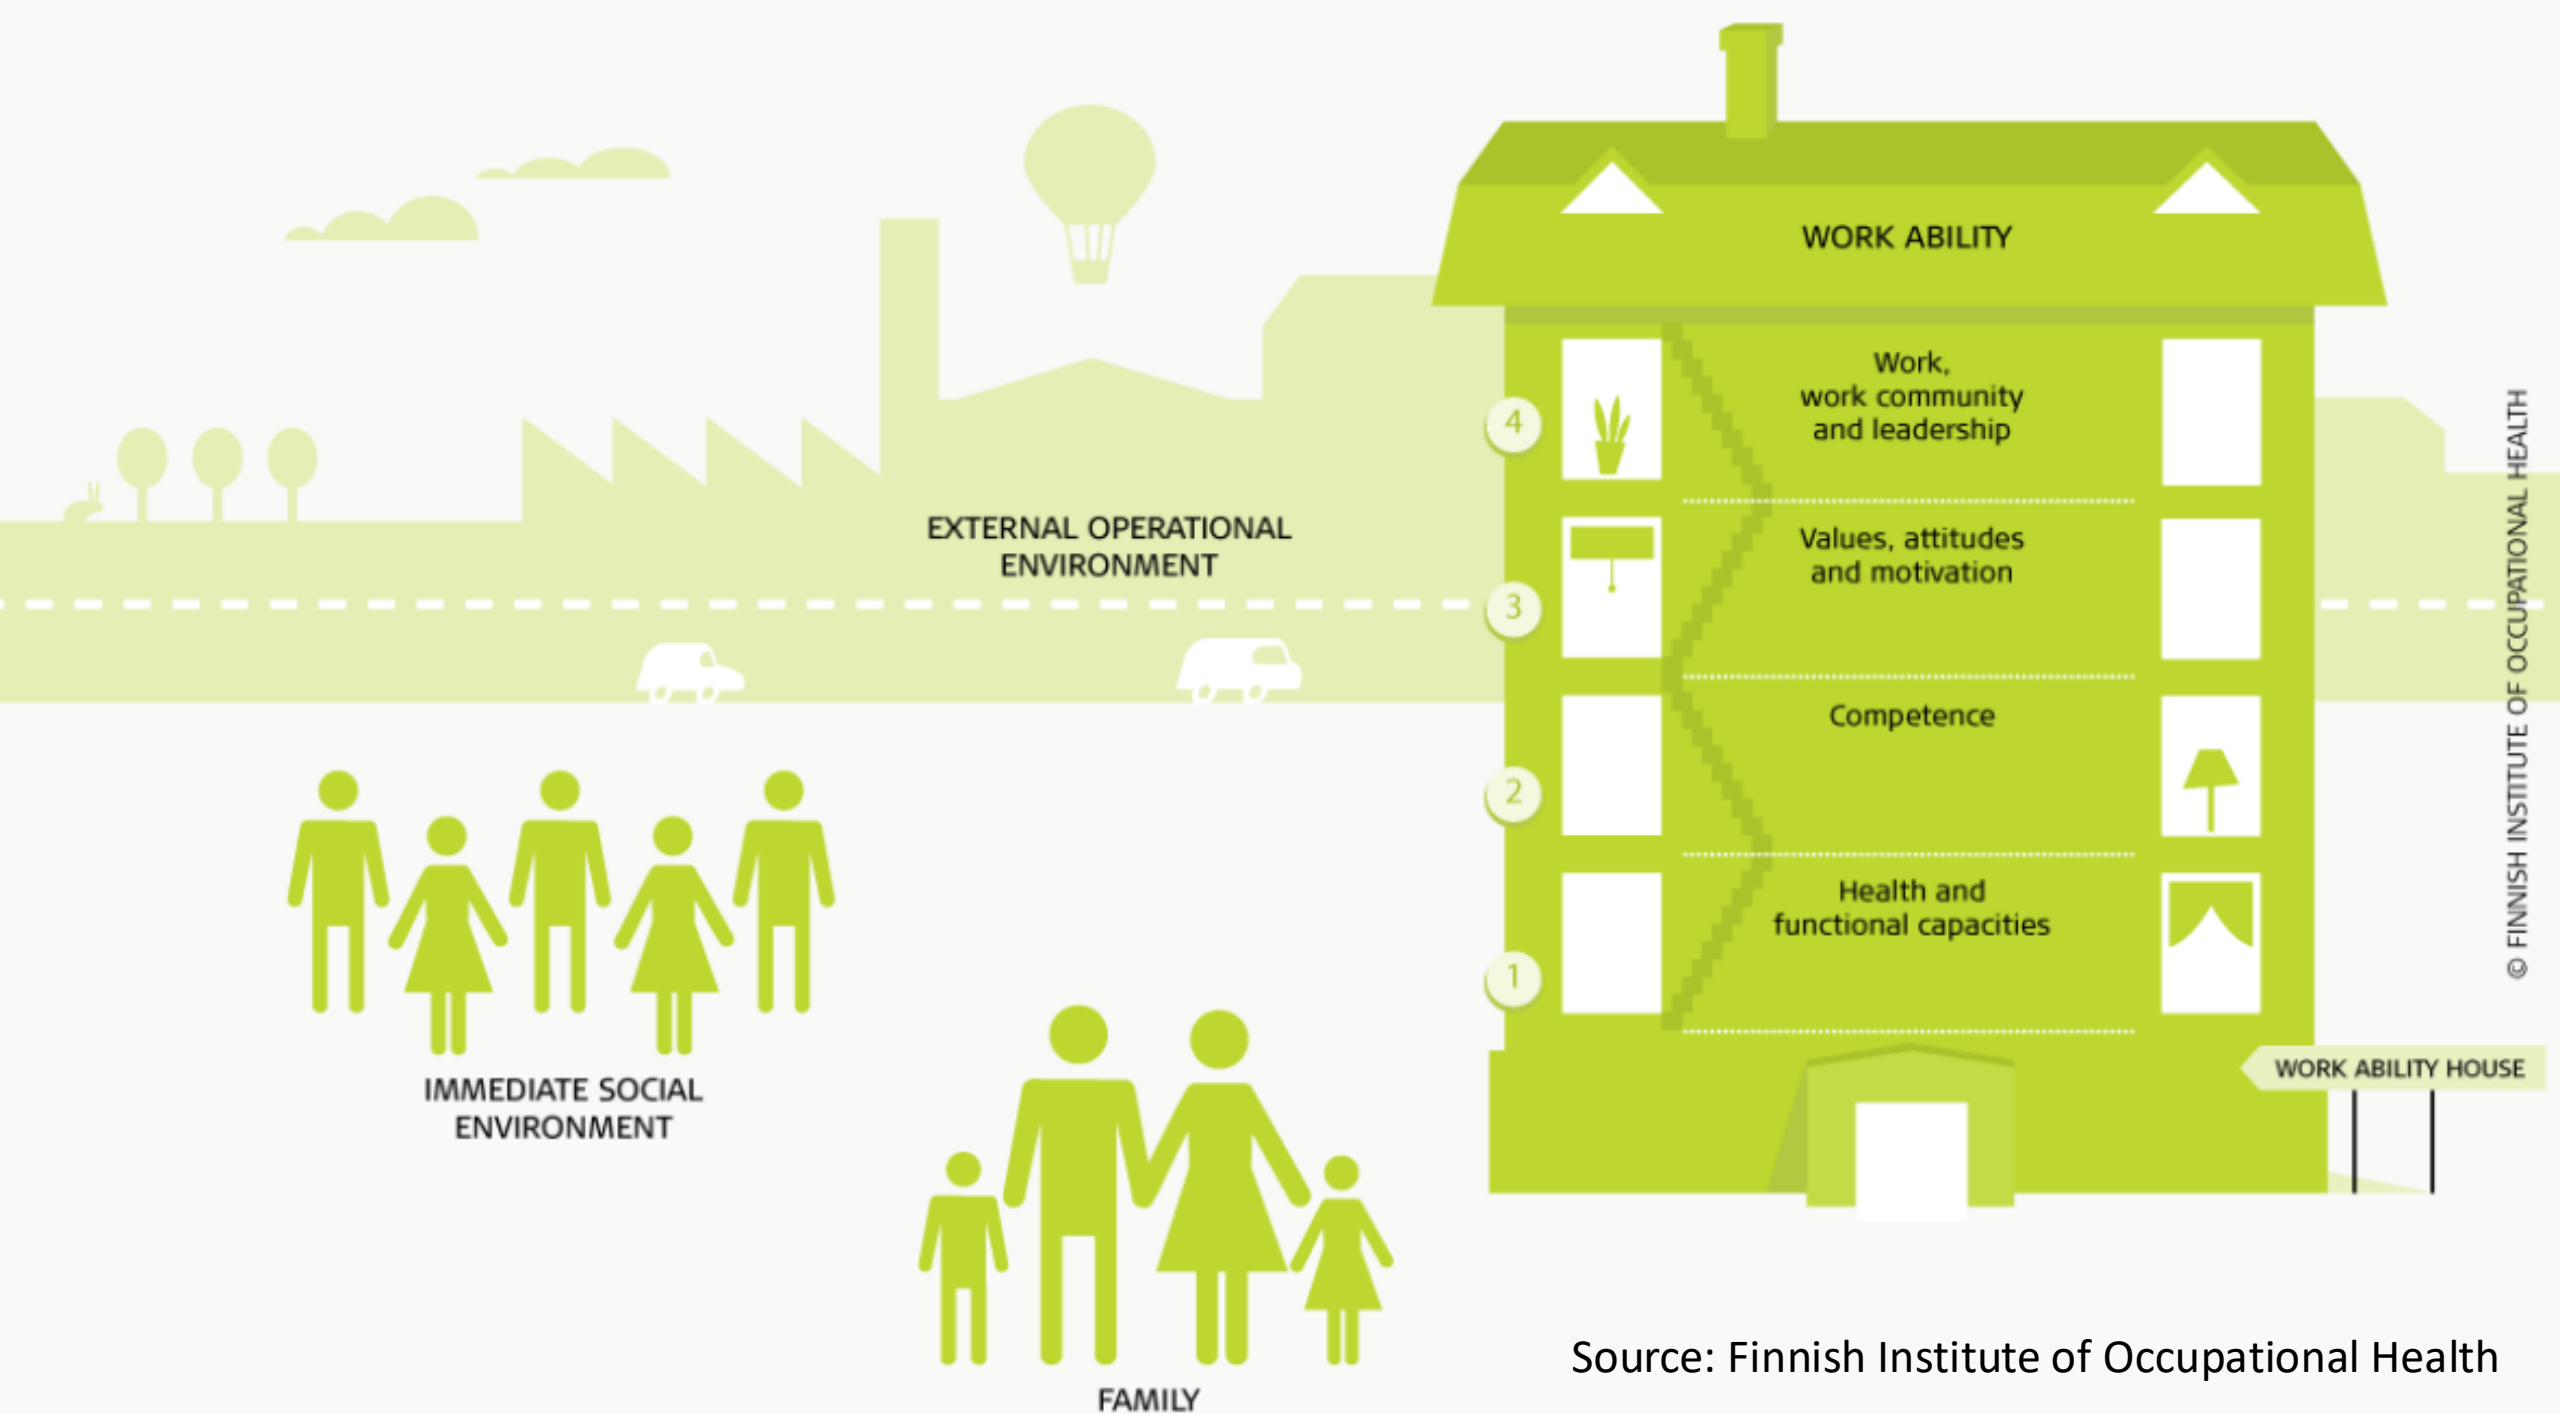 WORK ABILITY
4
Work,
work community
and leadership
EXTERNAL OPERATIONAL
ENVIRONMENT
3
Values, attitudes
and motivation
2
Competence
1
Health and
functional capacities
© FINNISH INSTITUTE OF OCCUPATIONAL HEALTH
WORK ABILITY HOUSE
IMMEDIATE SOCIAL
ENVIRONMENT
FAMILY
Source: Finnish Institute of Occupational Health